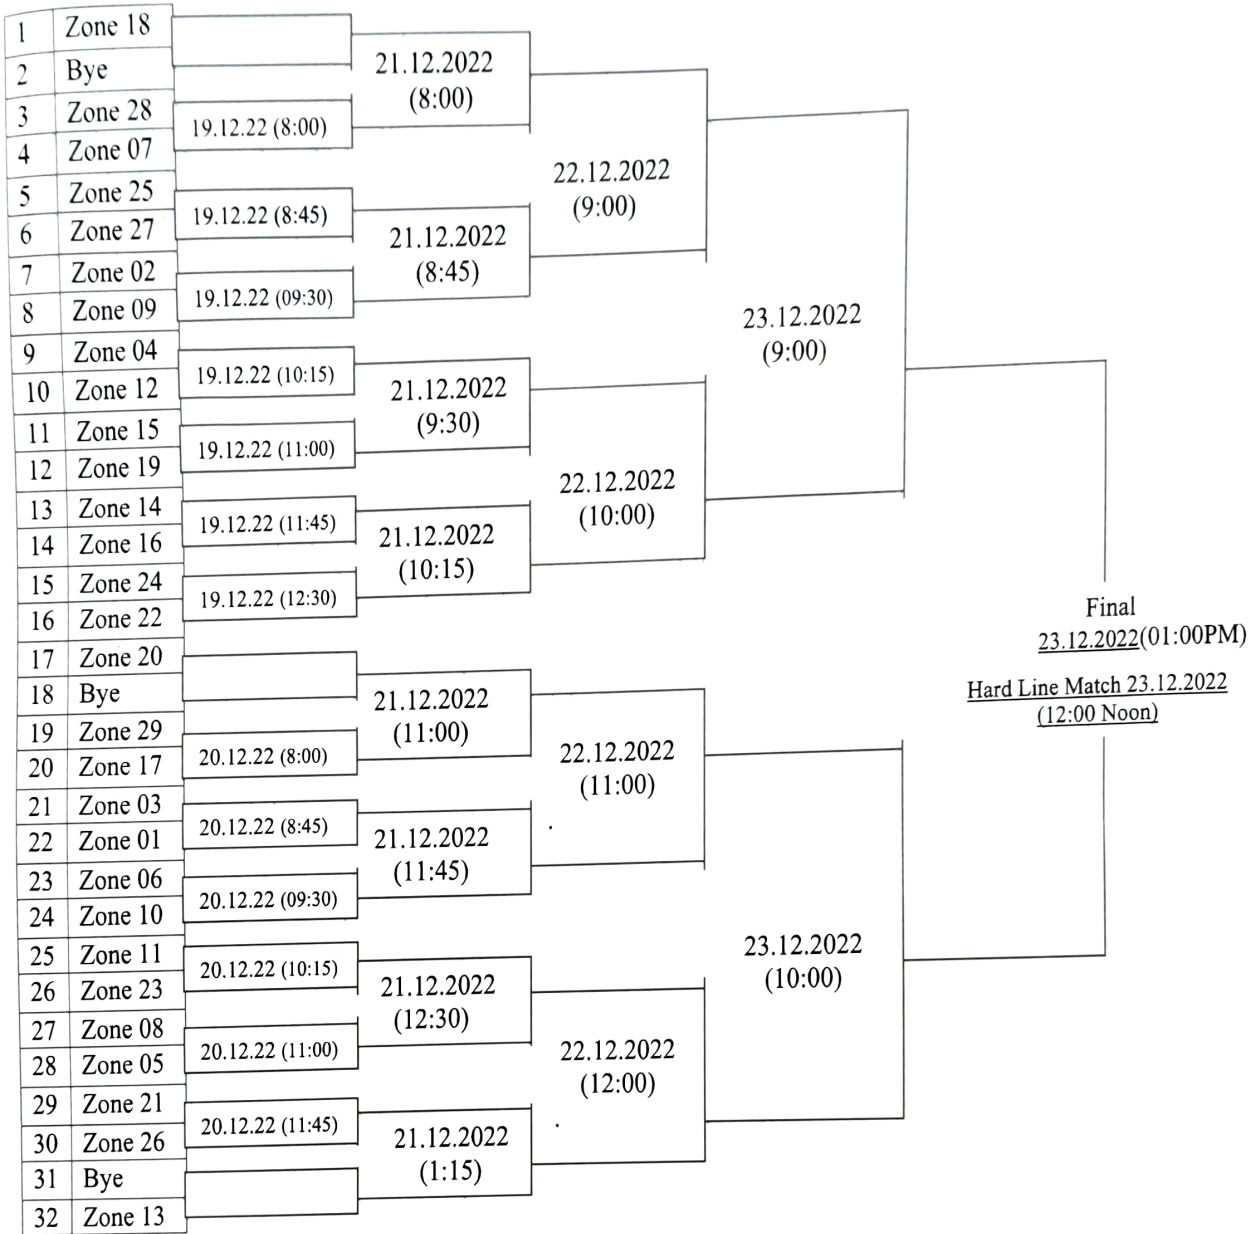 1 Zone 18
2 Bye
3 Zone 28
4 Zone 07
5 Zone 25
6 Zone 27
7 Zone 02
8 Zone 09
9 Zone 04
10 Zone 12
11 Zone 15
12 Zone 19
13 Zone 14
14 Zone 16
15 Zone 24
16 Zone 22
17 Zone 20
18 Bye
19 Zone 29
20 Zone 17
21 Zone 03
22 Zone 01
23 Zone 06
24 Zone 10
25 Zone 11
26 Zone 23
27 Zone 08
28 Zone 05
29 Zone 21
30 Zone 26
31 Bye
32 Zone 13
19.12.22 (8:00)
19.12.22 (8:45)
19.12.22 (09:30)
19.12.22 (10:15)
19.12.22 (11:00)
19.12.22 (11:45)
19.12.22 (12:30)
20.12.22 (8:00)
20.12.22 (8:45)
20.12.22 (09:30)
20.12.22 (10:15)
20.12.22 (11:00)
20.12.22 (11:45)
21.12.2022
(8:00)
21.12.2022
(8:45)
21.12.2022
(9:30)
21.12.2022
(10:15)
21.12.2022
(11:00)
21.12.2022
(11:45)
21.12.2022
(12:30)
21.12.2022
(1:15)
22.12.2022
(9:00)
22.12.2022
(10:00)
22.12.2022
(11:00)
22.12.2022
(12:00)
23.12.2022
(9:00)
23.12.2022
(10:00)
Final
23.12.2022(01:00PM)
Hard Line Match 23.12.2022
(12:00 Noon)